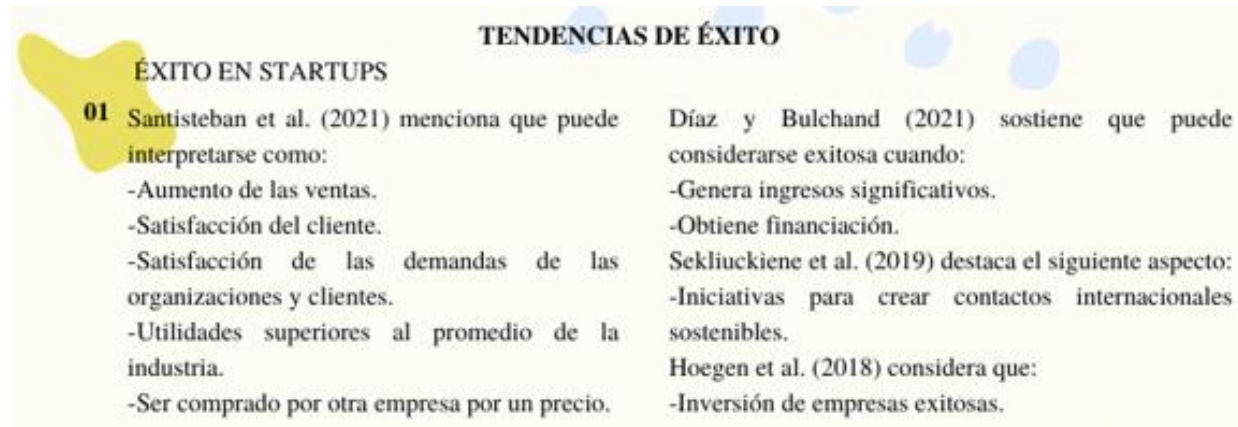 TENDENCIAS DE ÉXITO
ÉXITO EN STARTUPS
01
Santisteban et al. (2021) menciona que puede
interpretarse como:
-Aumento de las ventas.
-Satisfacción del cliente.
-Satisfacción de las demandas de las
organizaciones y clientes.
-Utilidades superiores al promedio de la
industria.
-Ser comprado por otra empresa por un precio.
Díaz y Bulchand (2021) sostiene que puede
considerarse exitosa cuando:
-Genera ingresos significativos.
-Obtiene financiación.
Sekliuckiene et al. (2019) destaca el siguiente aspecto:
-Iniciativas para crear contactos internacionales
sostenibles.
Hoegen et al. (2018) considera que:
-Inversión de empresas exitosas.